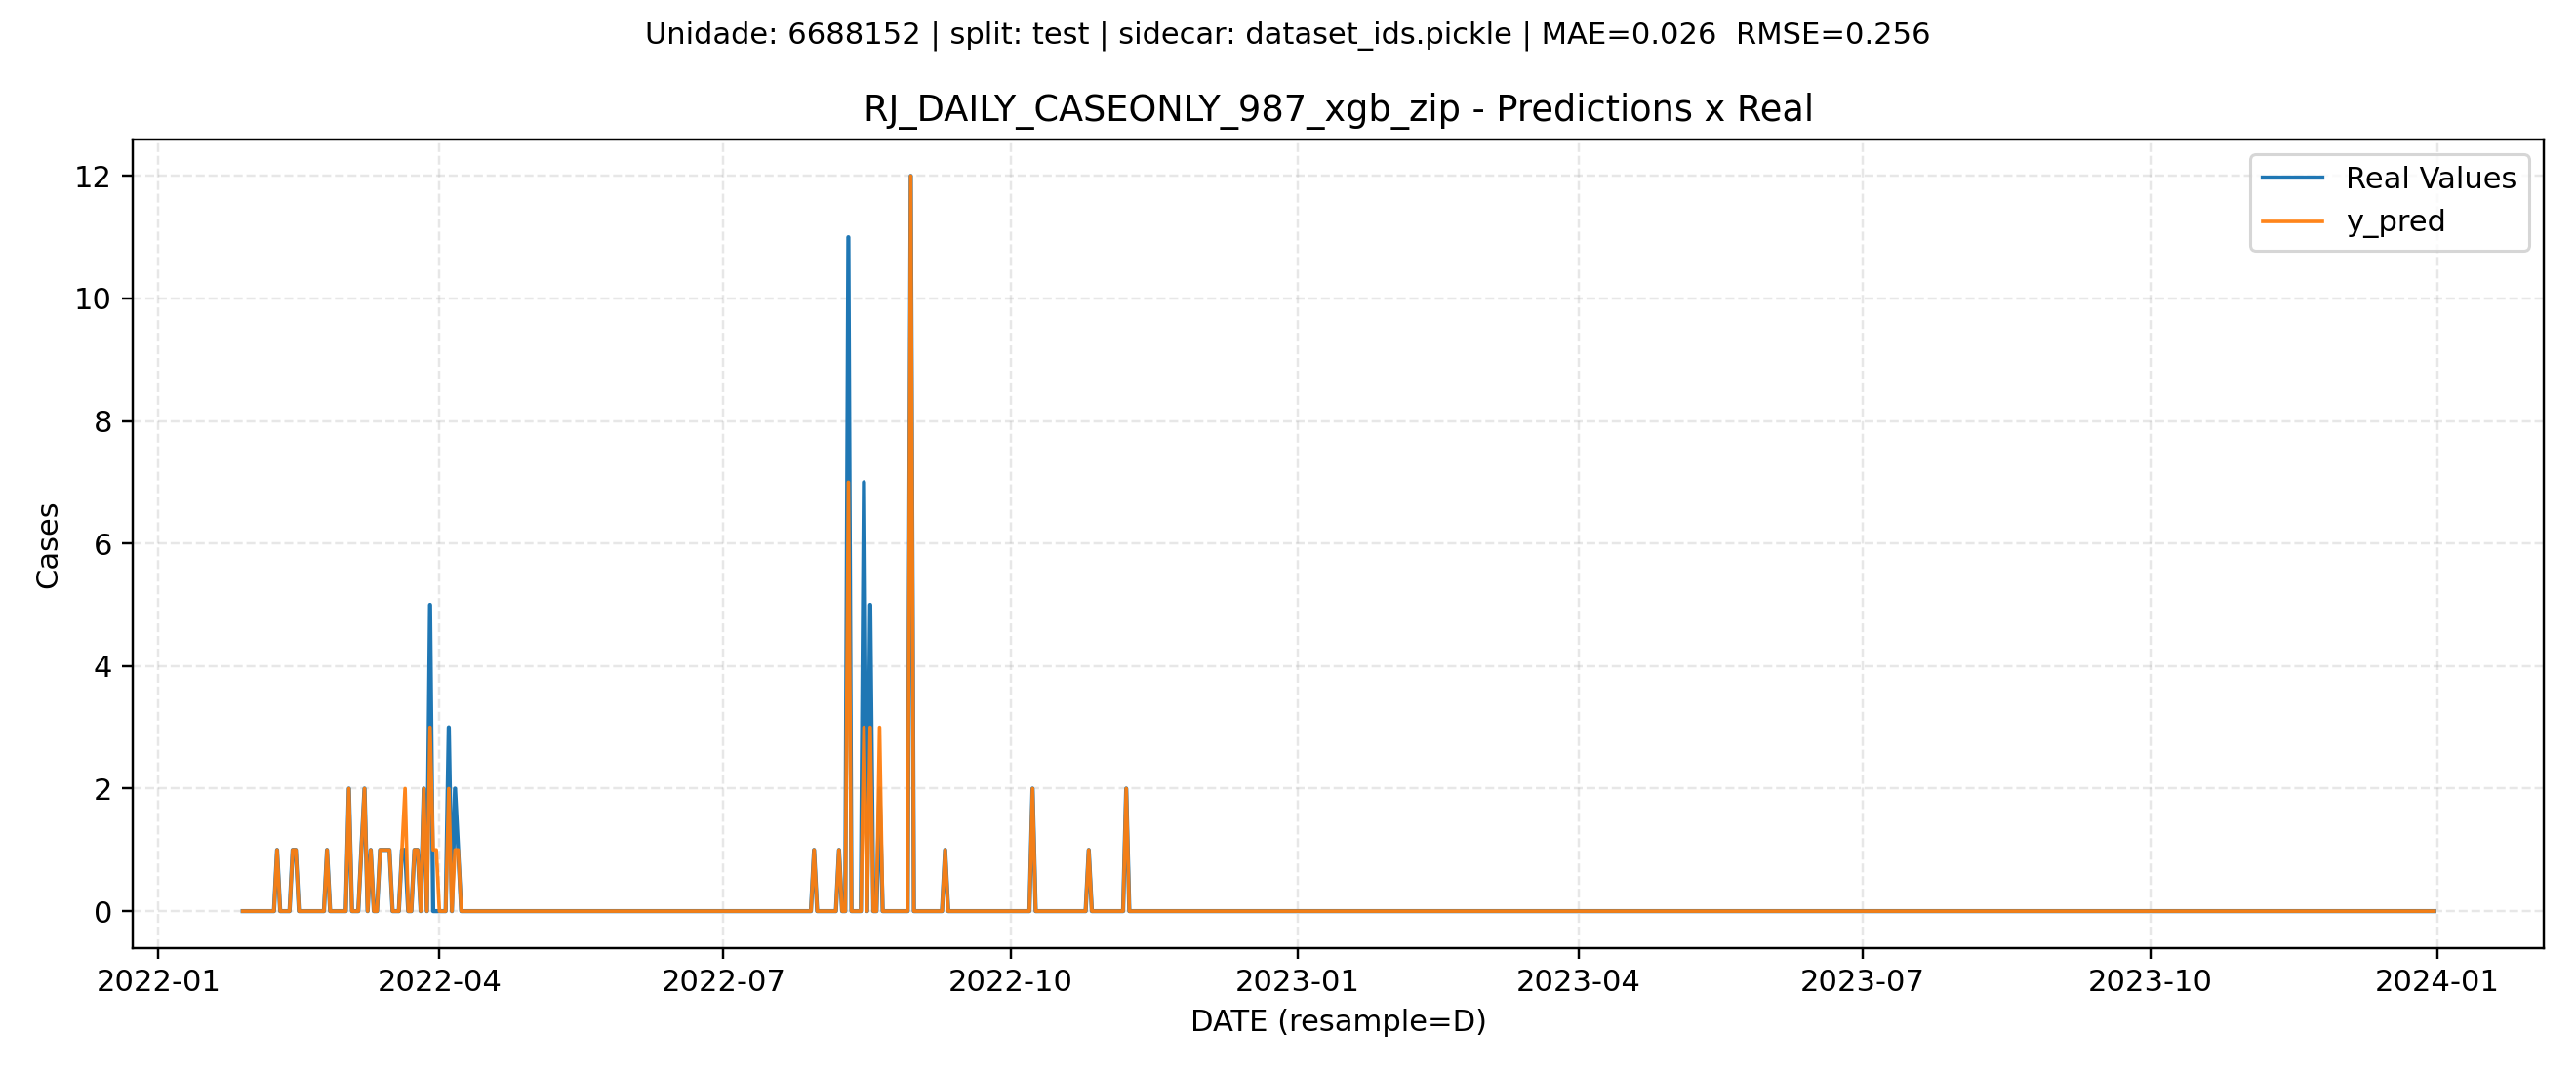 Unidade: 6688152 | split: test | sidecar: dataset_ids.pickle | MAE=0.026  RMSE=0.256
RJ_DAILY_CASEONLY_987_xgb_zip - Predictions x Real
Real Values
y_pred
12
10
8
6
4
2
0
Cases
2022-01
2022-04
2022-07
2022-10
2023-01
2023-04
2023-07
2023-10
2024-01
DATE (resample=D)